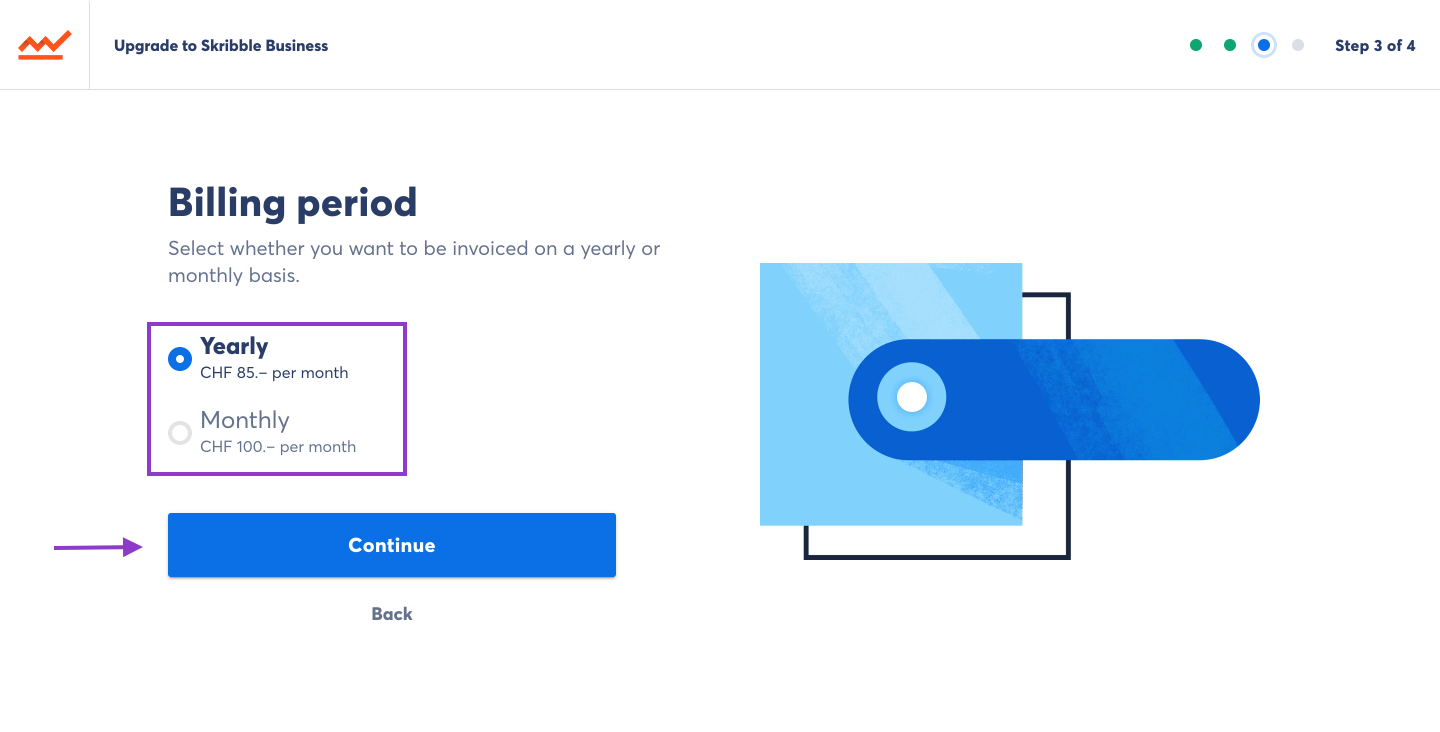 Upgrade to Skribble Business
Step 3 of 4
Billing period
Select whether you want to be invoiced on a yearly or
monthly basis.
Yearly
CHF 85.– per month
Monthly
CHF 100.– per month
Continue
Back